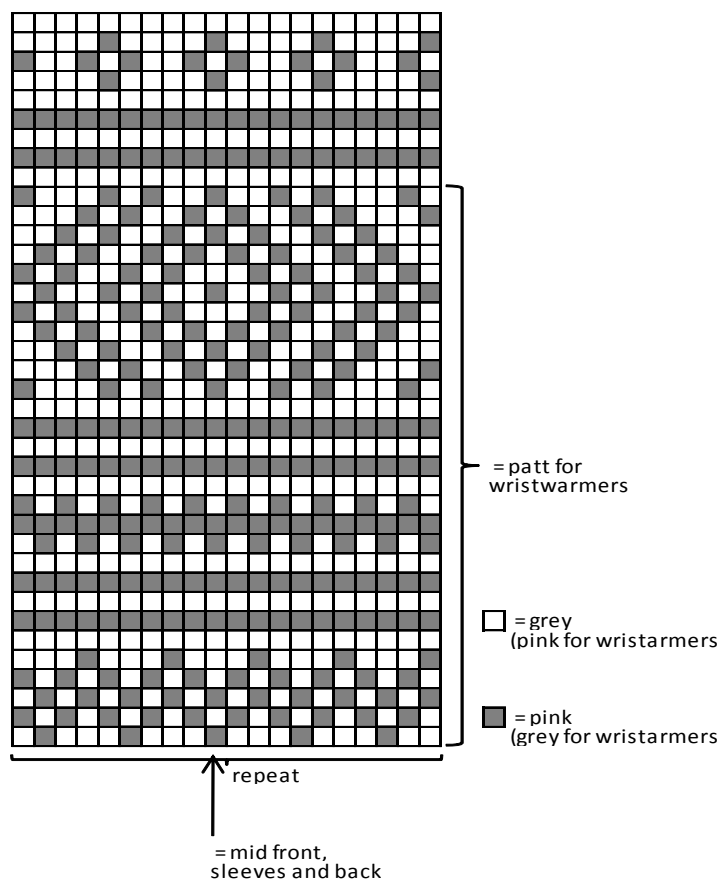 = patt for
wristwarmers
= grey
(pink for wristarmers
= pink
(grey for wristarmers
repeat
= mid front,
sleeves and back